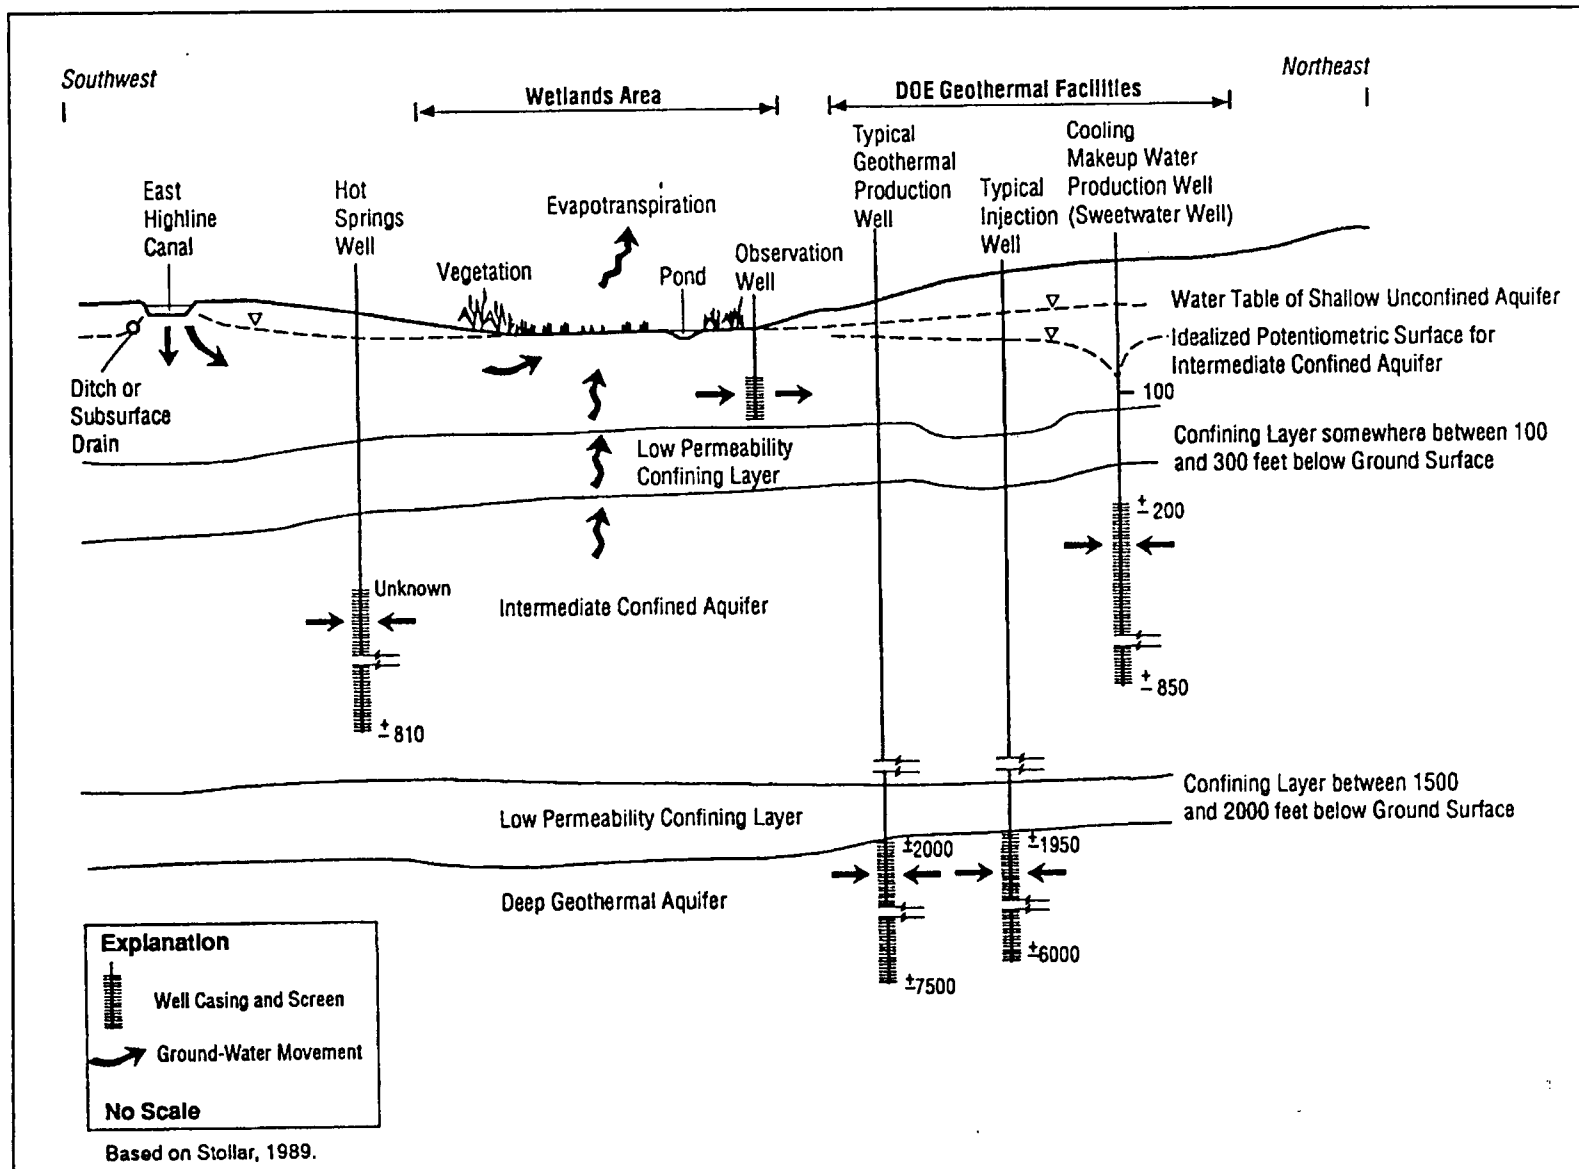 Southwest
Northeast
Wetlands Area
DOE Geothermal Facilities
East
Highline
Canal
Hot
Springs
Well
Evapotranspiration
Vegetation
Pond
Observation
Well
Typical
Geothermal
Production
Well
Typical
Injection
Well
Cooling
Makeup Water
Production Well
(Sweetwater Well)
Water Table of Shallow Unconfined Aquifer
Idealized Potentiometric Surface for
Intermediate Confined Aquifer
100
Ditch or
Subsurface
Drain
Low Permeability
Confining Layer
Confining Layer somewhere between 100
and 300 feet below Ground Surface
±200
Unknown
Intermediate Confined Aquifer
±850
±810
Low Permeability Confining Layer
Confining Layer between 1500
and 2000 feet below Ground Surface
±2000
±1950
Deep Geothermal Aquifer
±6000
±7500
Explanation
Well Casing and Screen
Ground-Water Movement
No Scale
Based on Stollar, 1989.